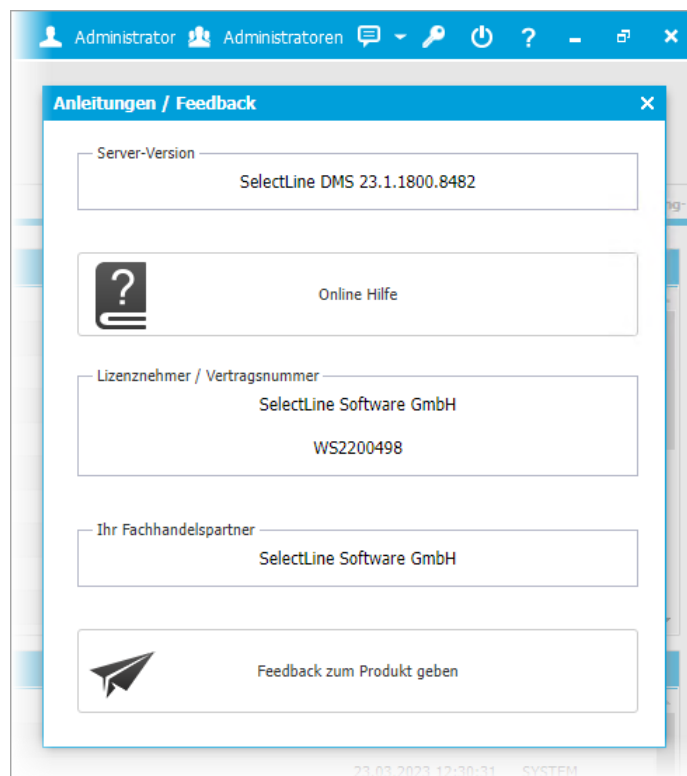 Administrator Administratoren ?
Anleitungen / Feedback
Server-Version
SelectLine DMS 23.1.1800.8482
ng-
?
Online Hilfe
Lizenznehmer / Vertragsnummer
SelectLine Software GmbH
WS2200498
Ihr Fachhandelspartner
SelectLine Software GmbH
Feedback zum Produkt geben
23.03.2023 12:30:31 SYSTEM